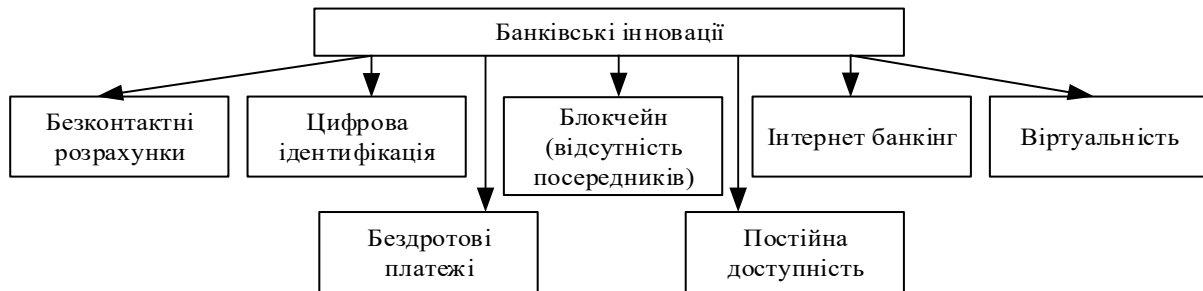 Банківські інновації
Безконтактні
розрахунки
Цифрова
ідентифікація
Блокчейн
(відсутність
посередників)
Інтернет банкінг
Віртуальність
Бездротові
платежі
Постійна
доступність